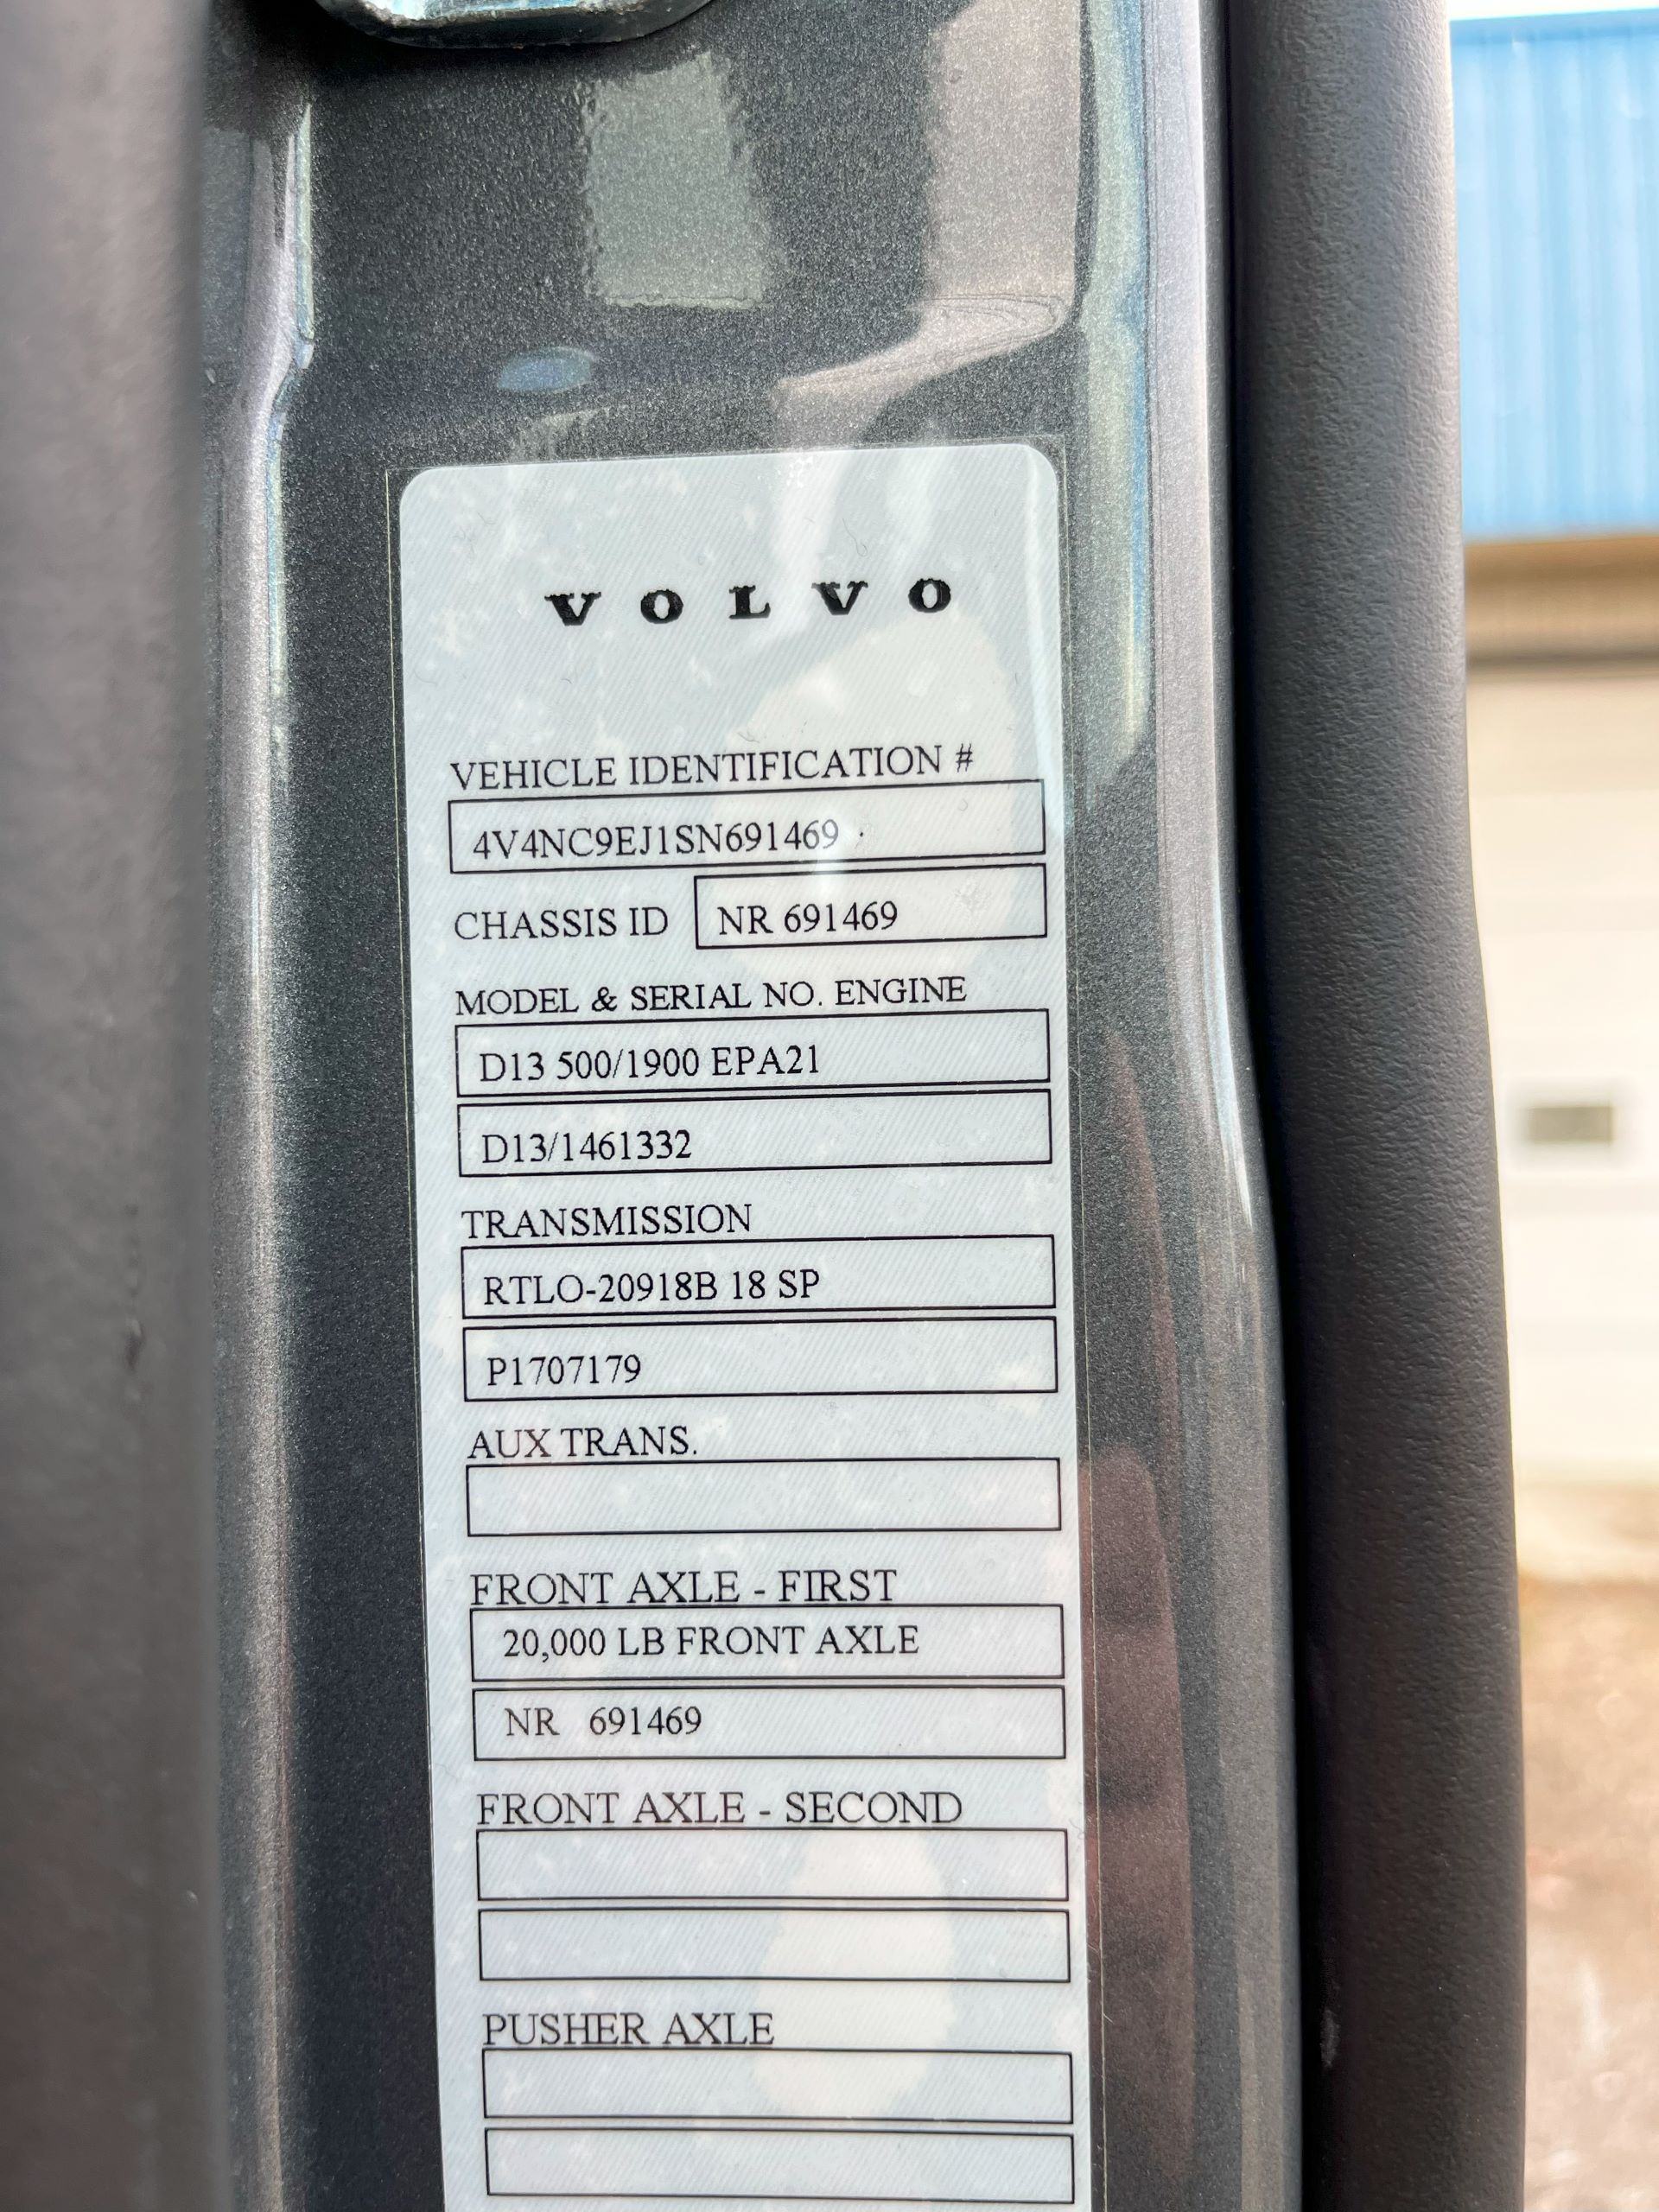 VOLVO
VEHICLE IDENTIFICATION #
4V4NC9EJ1SN691469
CHASSIS ID NR 691469
MODEL & SERIAL NO. ENGINE
D13 500/1900 EPA21
D13/1461332
TRANSMISSION
RTLO-20918B 18 SP
P1707179
AUX TRANS.
FRONT AXLE - FIRST
20,000 LB FRONT AXLE
NR 691469
FRONT AXLE - SECOND
PUSHER AXLE